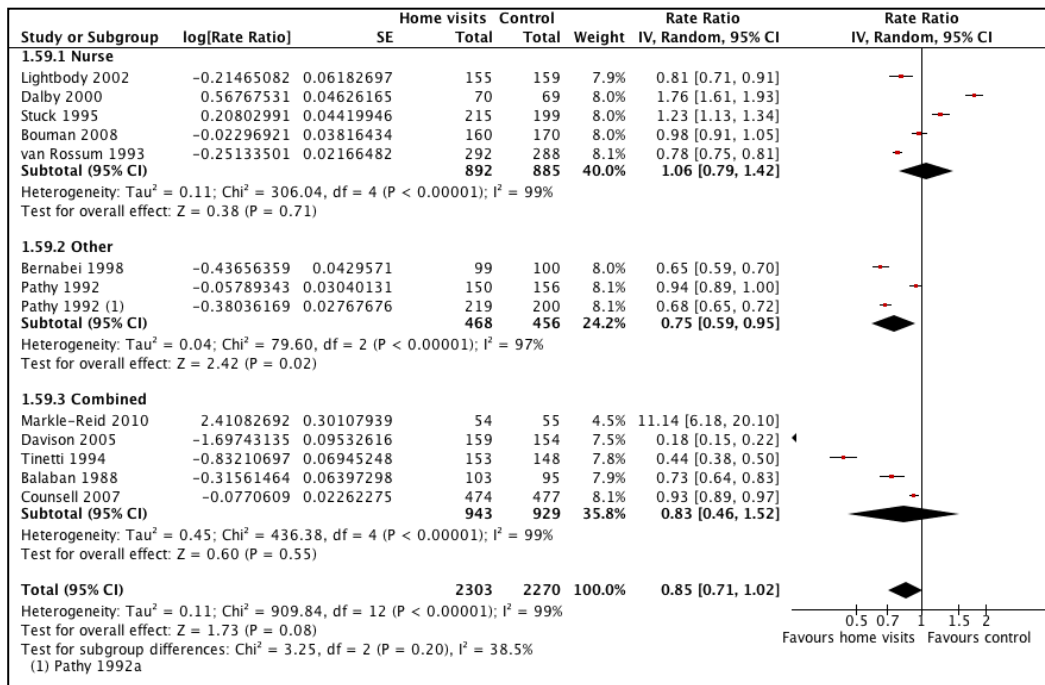 Home visits Control Rate Ratio Rate Ratio
Study or Subgroup log[Rate Ratio] SE Total Total Weight IV, Random, 95% CI IV, Random, 95% CI
1.59.1 Nurse
Lightbody 2002 -0.21465082 0.06182697 155 159 7.9% 0.81 [0.71, 0.91]
Dalby 2000 0.56767531 0.04626165 70 69 8.0% 1.76 [1.61, 1.93]
Stuck 1995 0.20802991 0.04419946 215 199 8.0% 1.23 [1.13, 1.34]
Bouman 2008 -0.02296921 0.03816434 160 170 8.0% 0.98 [0.91, 1.05]
van Rossum 1993 -0.25133501 0.02166482 292 288 8.1% 0.78 [0.75, 0.81]
Subtotal (95% CI) 892 885 40.0% 1.06 [0.79, 1.42]
Heterogeneity: Tau² = 0.11; Chi² = 306.04, df = 4 (P < 0.00001); I² = 99%
Test for overall effect: Z = 0.38 (P = 0.71)
1.59.2 Other
Bernabei 1998 -0.43656359 0.0429571 99 100 8.0% 0.65 [0.59, 0.70]
Pathy 1992 -0.05789343 0.03040131 150 156 8.1% 0.94 [0.89, 1.00]
Pathy 1992 (1) -0.38036169 0.02767676 219 200 8.1% 0.68 [0.65, 0.72]
Subtotal (95% CI) 468 456 24.2% 0.75 [0.59, 0.95]
Heterogeneity: Tau² = 0.04; Chi² = 79.60, df = 2 (P < 0.00001); I² = 97%
Test for overall effect: Z = 2.42 (P = 0.02)
1.59.3 Combined
Markle-Reid 2010 2.41082692 0.30107939 54 55 4.5% 11.14 [6.18, 20.10]
Davison 2005 -1.69743135 0.09532616 159 154 7.5% 0.18 [0.15, 0.22]
Tinetti 1994 -0.83210697 0.06945248 153 148 7.8% 0.44 [0.38, 0.50]
Balaban 1988 -0.31561464 0.06397298 103 95 7.8% 0.73 [0.64, 0.83]
Counsell 2007 -0.0770609 0.02262275 474 477 8.1% 0.93 [0.89, 0.97]
Subtotal (95% CI) 943 929 35.8% 0.83 [0.46, 1.52]
Heterogeneity: Tau² = 0.45; Chi² = 436.38, df = 4 (P < 0.00001); I² = 99%
Test for overall effect: Z = 0.60 (P = 0.55)
Total (95% CI) 2303 2270 100.0% 0.85 [0.71, 1.02]
Heterogeneity: Tau² = 0.11; Chi² = 909.84, df = 12 (P < 0.00001); I² = 99%
Test for overall effect: Z = 1.73 (P = 0.08)
Test for subgroup differences: Chi² = 3.25, df = 2 (P = 0.20), I² = 38.5%
(1) Pathy 1992a
0.5 0.7 1 1.5 2
Favours home visits Favours control